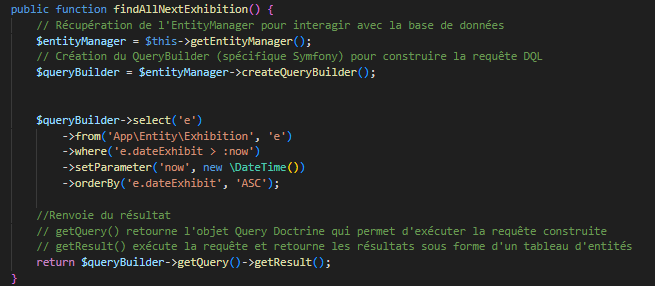 public function findAllNextExhibition() {
// Récupération de l'EntityManager pour interagir avec la base de données
$entityManager = $this->getEntityManager();
// Création du QueryBuilder (spécifique Symfony) pour construire la requête DQL
$queryBuilder = $entityManager->createQueryBuilder();
$queryBuilder->select('e')
->from('App\Entity\Exhibition', 'e')
->where('e.dateExhibit > :now')
->setParameter('now', new \DateTime())
->orderBy('e.dateExhibit', 'ASC');
//Renvoie du résultat
// getQuery() retourne l'objet Query Doctrine qui permet d'exécuter la requête construite
// getResult() exécute la requête et retourne les résultats sous forme d'un tableau d'entités
return $queryBuilder->getQuery()->getResult();
}